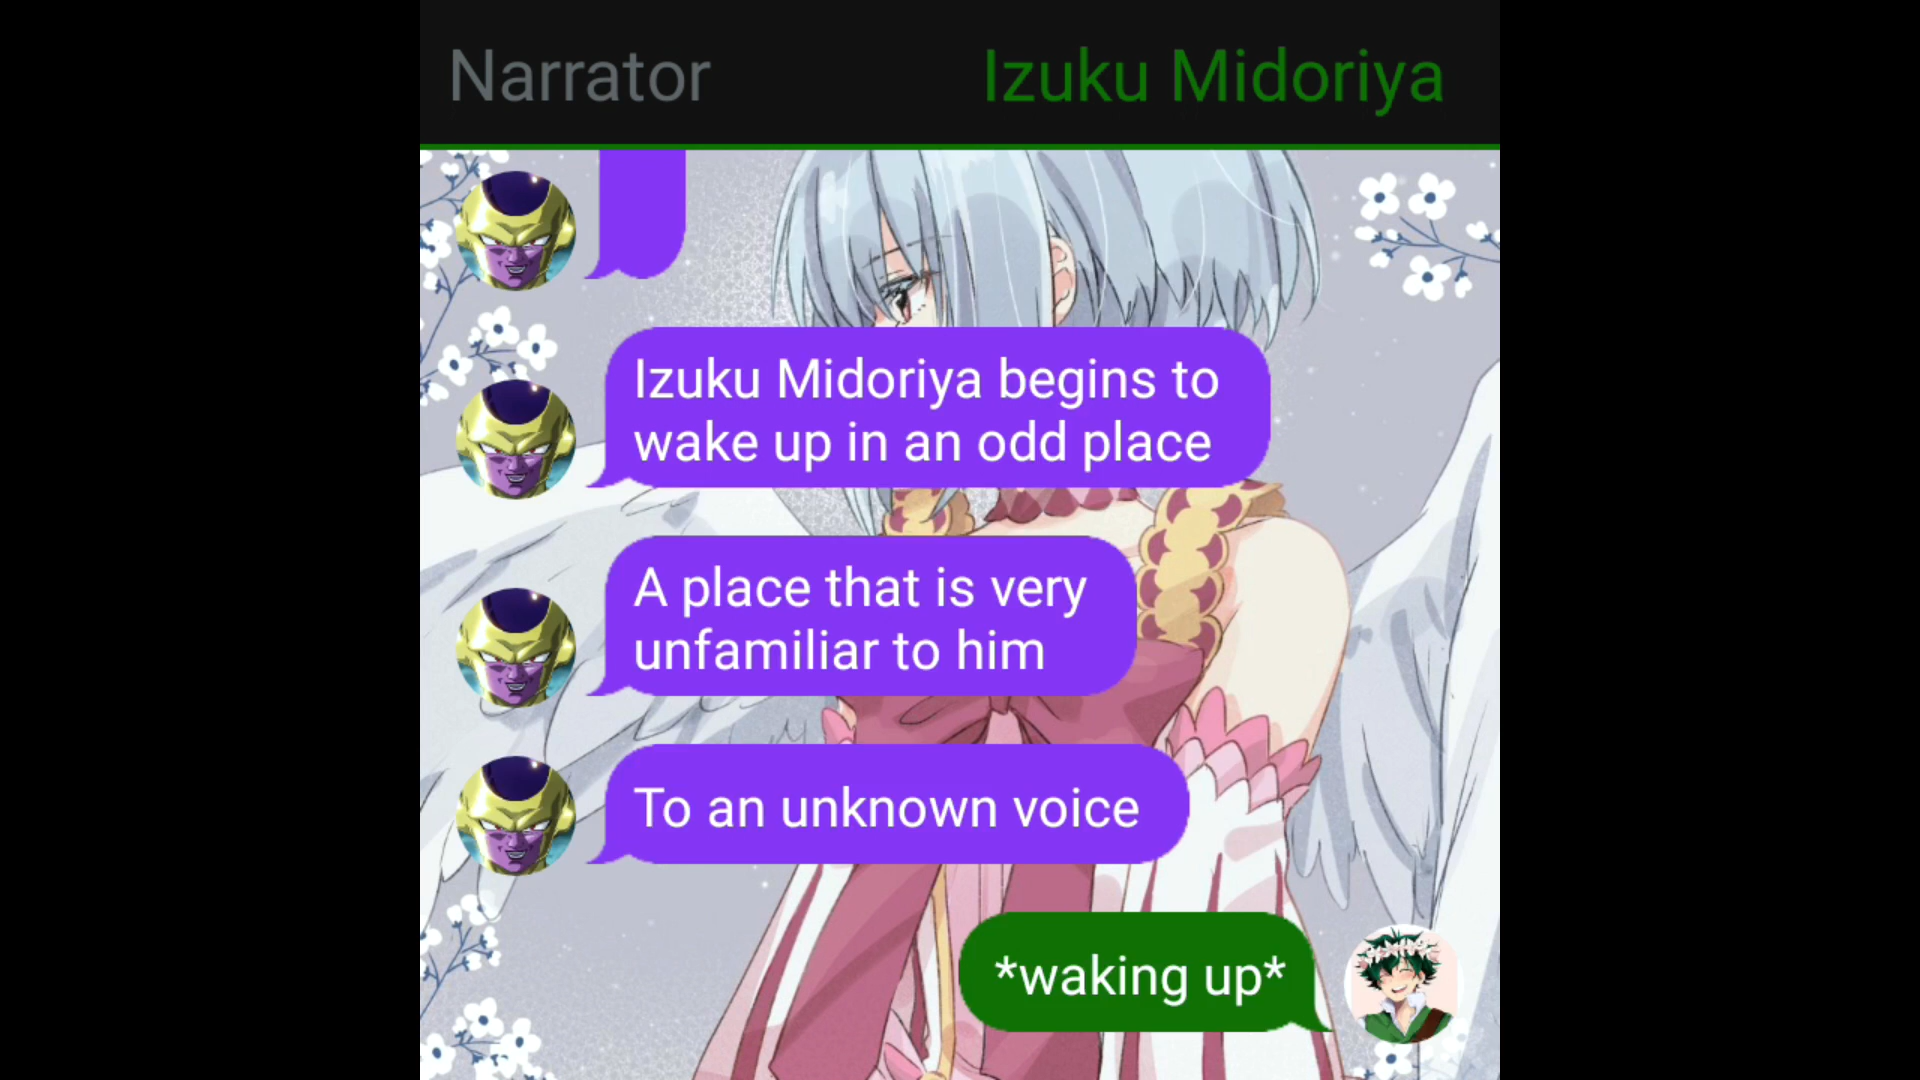 Narrator
Izuku Midoriya
Izuku Midoriya begins to
wake up in an odd place
A place that is very
unfamiliar to him
To an unknown voice
*waking up*